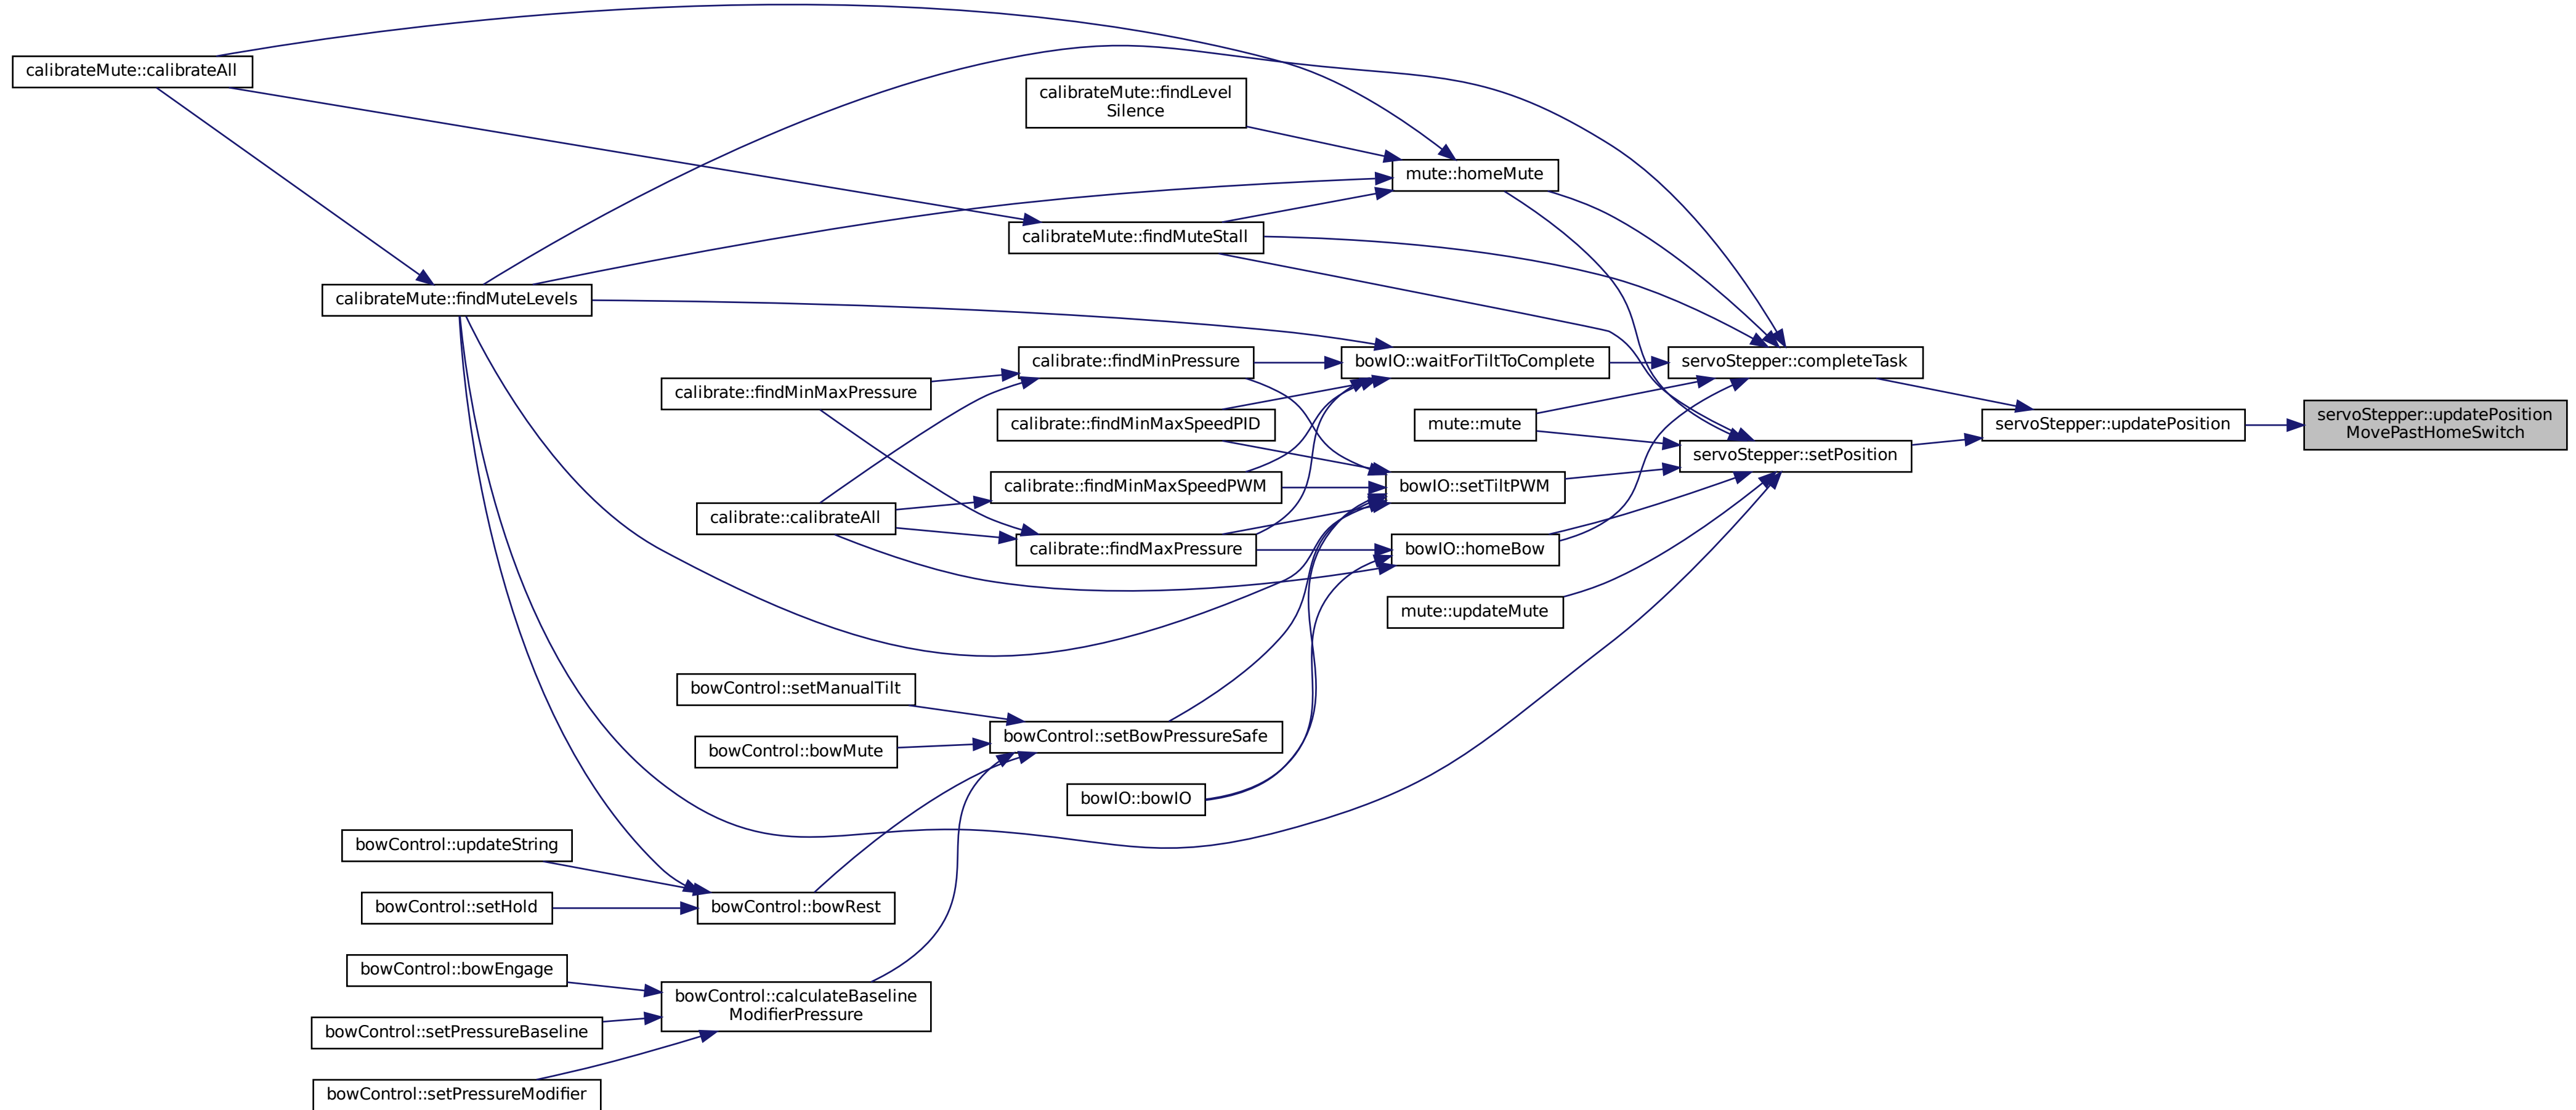 calibrateMute::calibrateAll
calibrateMute::findLevel
Silence
mute::homeMute
calibrateMute::findMuteStall
calibrateMute::findMuteLevels
calibrate::findMinPressure
bowIO::waitForTiltToComplete
servoStepper::completeTask
calibrate::findMinMaxPressure
calibrate::findMinMaxSpeedPID
mute::mute
servoStepper::updatePosition
servoStepper::updatePosition
MovePastHomeSwitch
servoStepper::setPosition
calibrate::findMinMaxSpeedPWM
bowIO::setTiltPWM
calibrate::calibrateAll
calibrate::findMaxPressure
bowIO::homeBow
mute::updateMute
bowControl::setManualTilt
bowControl::bowMute
bowControl::setBowPressureSafe
bowIO::bowIO
bowControl::updateString
bowControl::setHold
bowControl::bowRest
bowControl::bowEngage
bowControl::calculateBaseline
ModifierPressure
bowControl::setPressureBaseline
bowControl::setPressureModifier